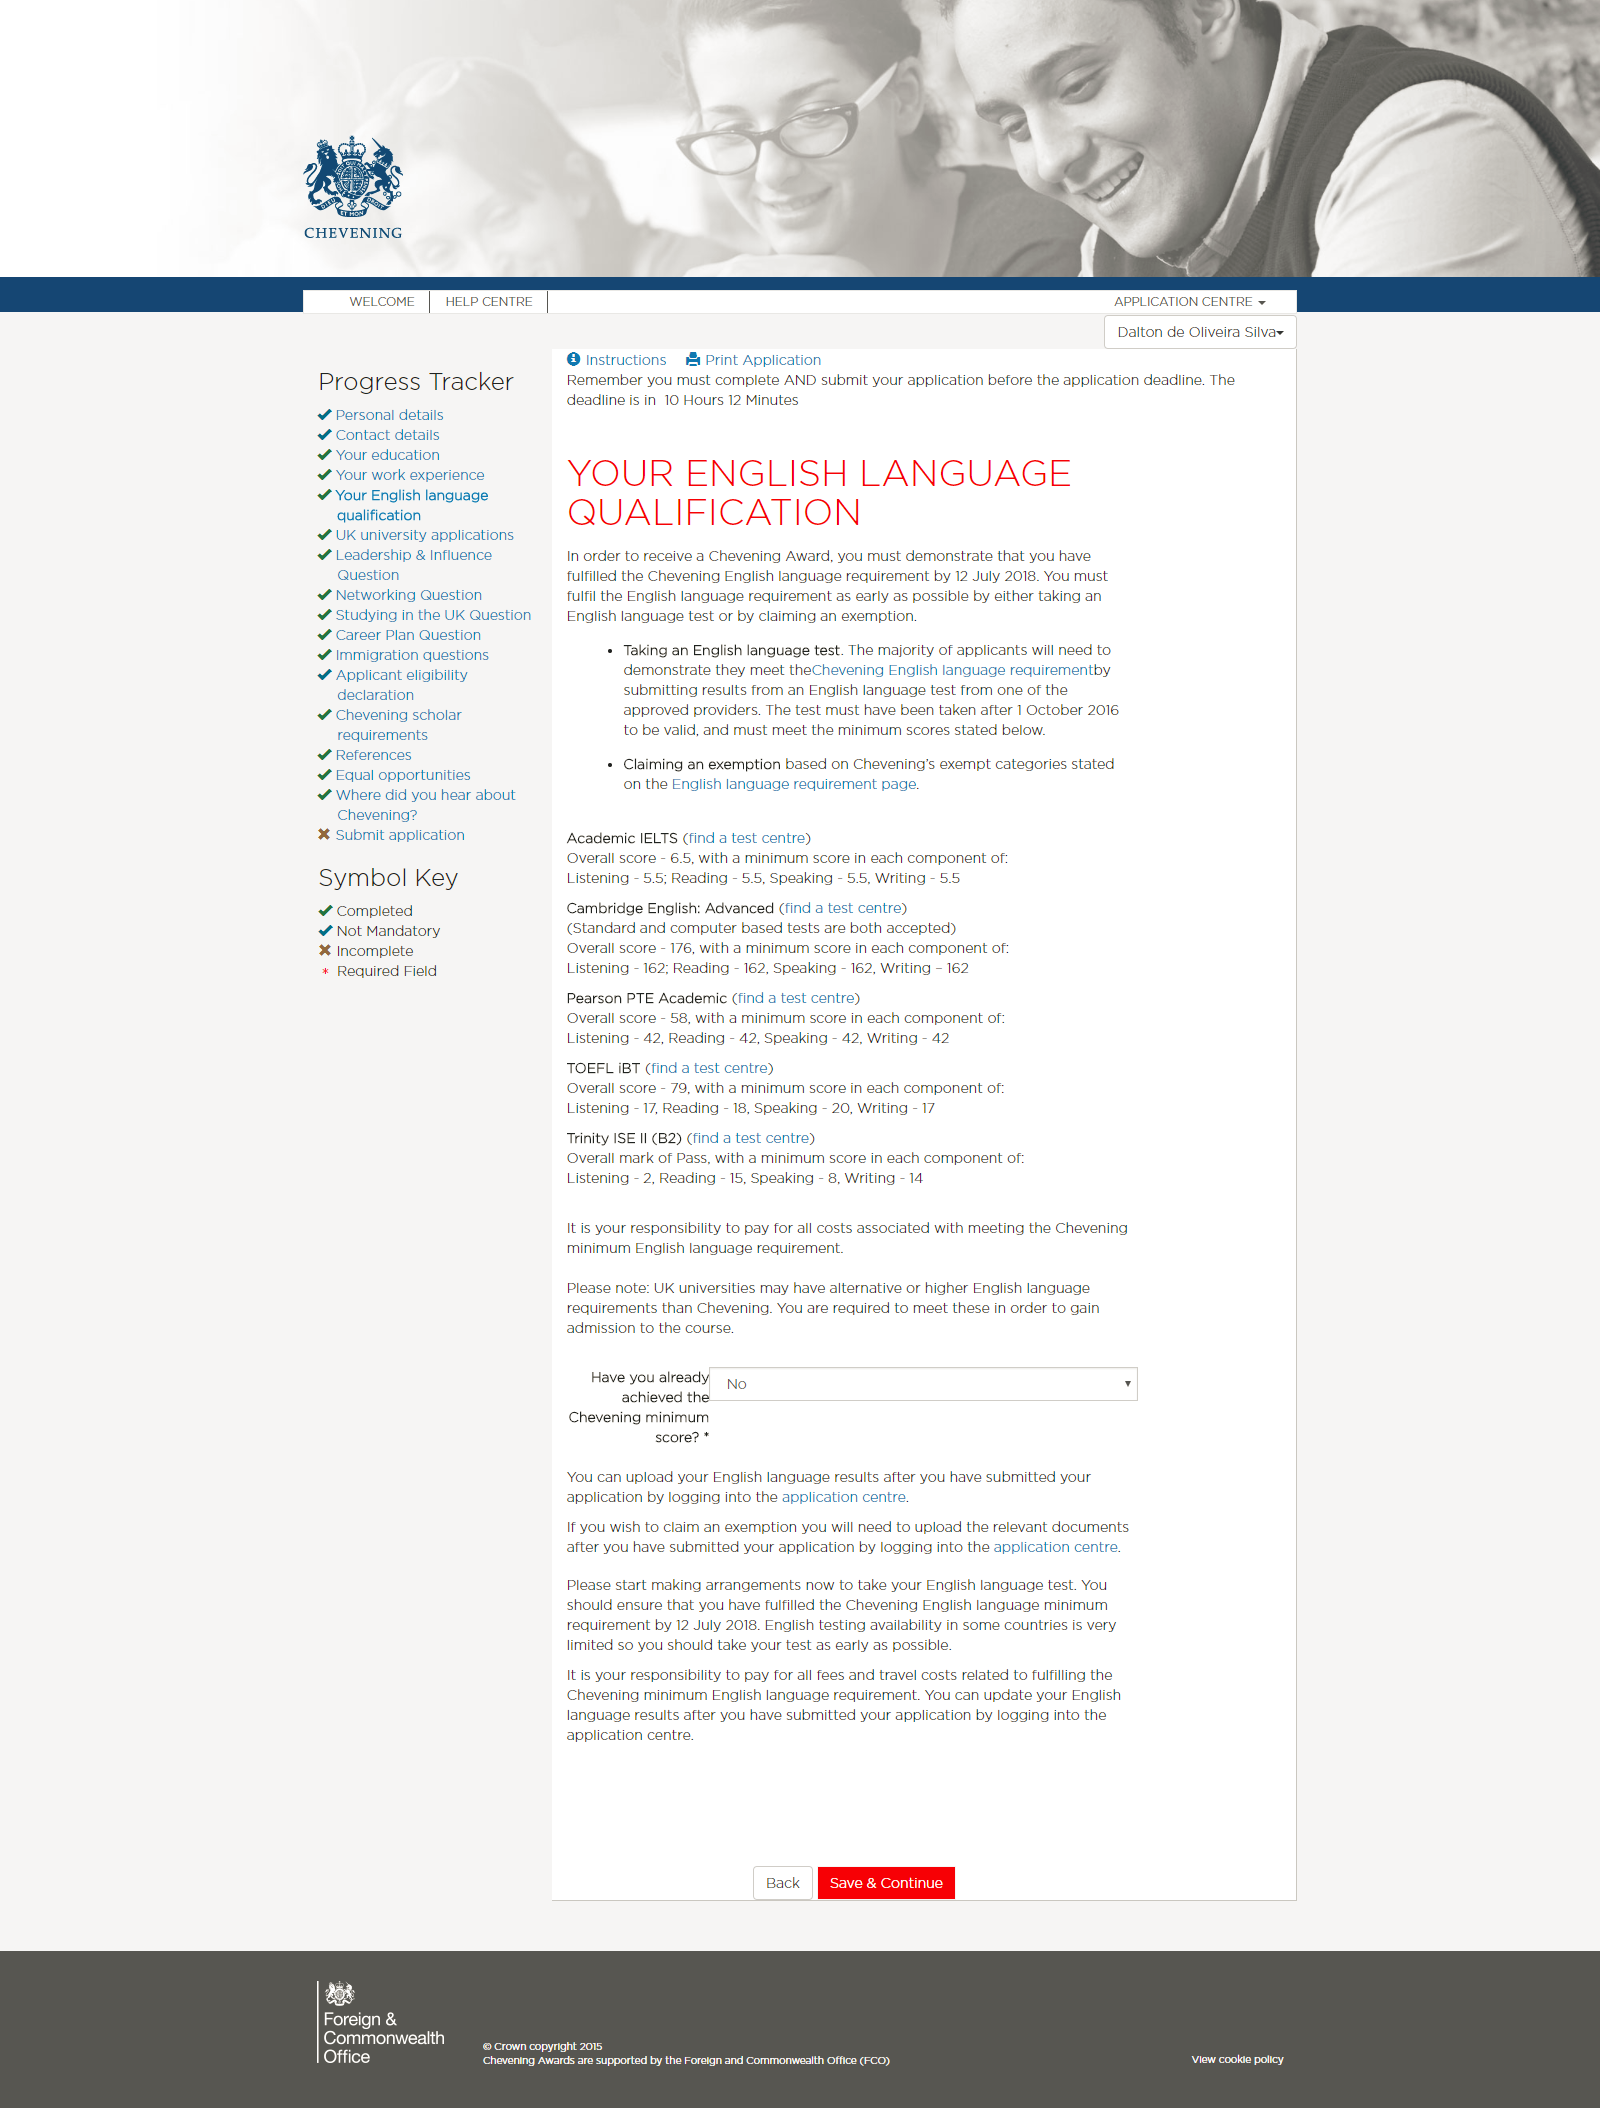 CHEVENING
WELCOME
HELP CENTRE
APPLICATION CENTRE
Dalton de Oliveira Silva
Progress Tracker
Personal details
Contact details
Your education
Your work experience
Your English language
qualification
UK university applications
Leadership & Influence
Question
Networking Question
Studying in the UK Question
Career Plan Question
Immigration questions
Applicant eligibility
declaration
Chevening scholar
requirements
References
Equal opportunities
Where did you hear about
Chevening?
Submit application
Symbol Key
Completed
Not Mandatory
Incomplete
* Required Field
Instructions Print Application
Remember you must complete AND submit your application before the application deadline. The
deadline is in 10 Hours 12 Minutes
YOUR ENGLISH LANGUAGE
QUALIFICATION
In order to receive a Chevening Award, you must demonstrate that you have
fulfilled the Chevening English language requirement by 12 July 2018. You must
fulfil the English language requirement as early as possible by either taking an
English language test or by claiming an exemption.
• Taking an English language test. The majority of applicants will need to
demonstrate they meet theChevening English language requirementby
submitting results from an English language test from one of the
approved providers. The test must have been taken after 1 October 2016
to be valid, and must meet the minimum scores stated below.
• Claiming an exemption based on Chevening's exempt categories stated
on the English language requirement page.
Academic IELTS (find a test centre)
Overall score - 6.5, with a minimum score in each component of:
Listening - 5.5; Reading - 5.5, Speaking - 5.5, Writing - 5.5
Cambridge English: Advanced (find a test centre)
(Standard and computer based tests are both accepted)
Overall score - 176, with a minimum score in each component of:
Listening - 162; Reading - 162, Speaking - 162, Writing – 162
Pearson PTE Academic (find a test centre)
Overall score - 58, with a minimum score in each component of:
Listening - 42, Reading - 42, Speaking - 42, Writing - 42
TOEFL iBT (find a test centre)
Overall score - 79, with a minimum score in each component of:
Listening - 17, Reading - 18, Speaking - 20, Writing - 17
Trinity ISE II (B2) (find a test centre)
Overall mark of Pass, with a minimum score in each component of:
Listening - 2, Reading - 15, Speaking - 8, Writing - 14
It is your responsibility to pay for all costs associated with meeting the Chevening
minimum English language requirement.
Please note: UK universities may have alternative or higher English language
requirements than Chevening. You are required to meet these in order to gain
admission to the course.
Have you already
achieved the
Chevening minimum
score? *
No
You can upload your English language results after you have submitted your
application by logging into the application centre.
If you wish to claim an exemption you will need to upload the relevant documents
after you have submitted your application by logging into the application centre.
Please start making arrangements now to take your English language test. You
should ensure that you have fulfilled the Chevening English language minimum
requirement by 12 July 2018. English testing availability in some countries is very
limited so you should take your test as early as possible.
It is your responsibility to pay for all fees and travel costs related to fulfilling the
Chevening minimum English language requirement. You can update your English
language results after you have submitted your application by logging into the
application centre.
Back
Save & Continue
Foreign &
Commonwealth
Office
© Crown copyright 2015
Chevening Awards are supported by the Foreign and Commonwealth Office (FCO)
View cookie policy